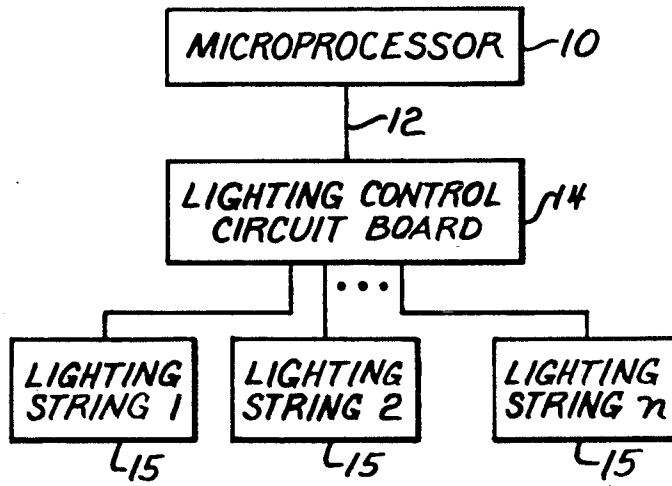 MICROPROCESSOR 10
12
LIGHTING CONTROL
CIRCUIT BOARD 14
...
LIGHTING
STRING 1
LIGHTING
STRING 2
LIGHTING
STRING n
15
15
15